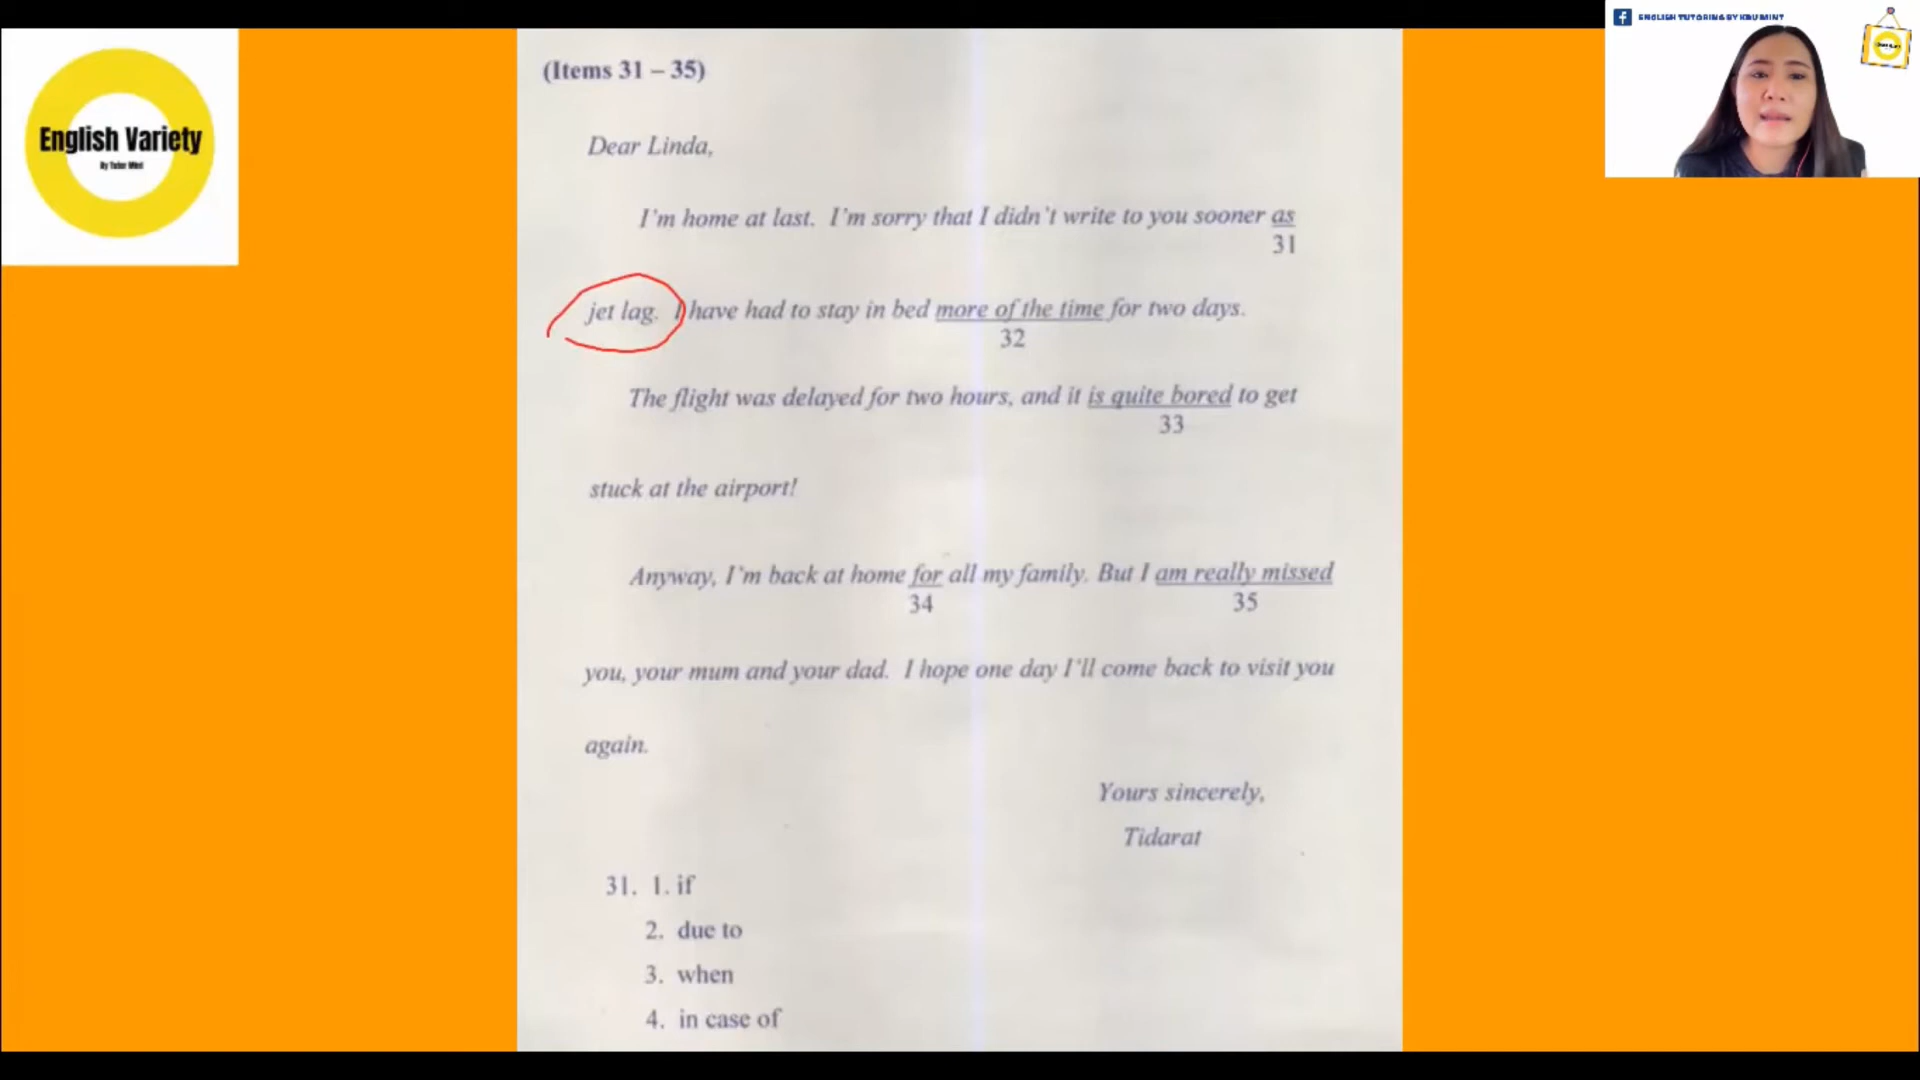 English Variety
By Tutor Mint
ENGLISH TUTORING BY KRU MINT
(Items 31 – 35)
Dear Linda,
I'm home at last. I'm sorry that I didn't write to you sooner as
31
jet lag. I have had to stay in bed more of the time for two days.
32
The flight was delayed for two hours, and it is quite bored to get
33
stuck at the airport!
Anyway, I'm back at home for all my family. But I am really missed
34
35
you, your mum and your dad. I hope one day I'll come back to visit you
again.
Yours sincerely,
Tidarat
31. 1. if
2. due to
3. when
4. in case of